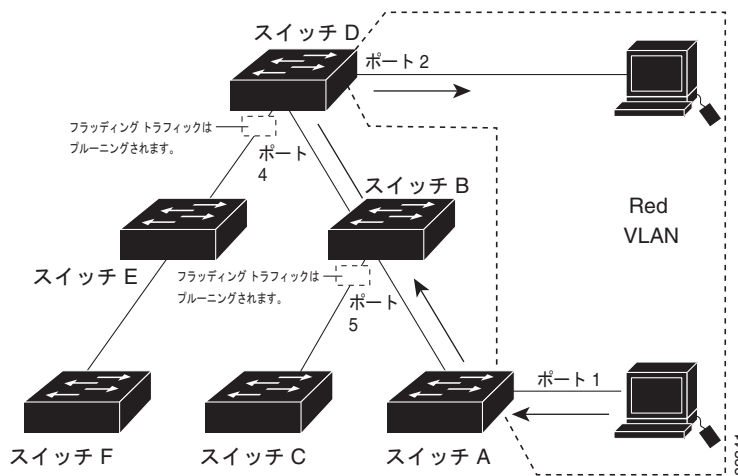 スイッチ D
ポート 2
フラッディング トラフィックは
プルーニングされます。
ポート
4
スイッチ B
Red
VLAN
スイッチ E
フラッディング トラフィックは
プルーニングされます。
ポート
5
ポート 1
スイッチ F
スイッチ C
スイッチ A